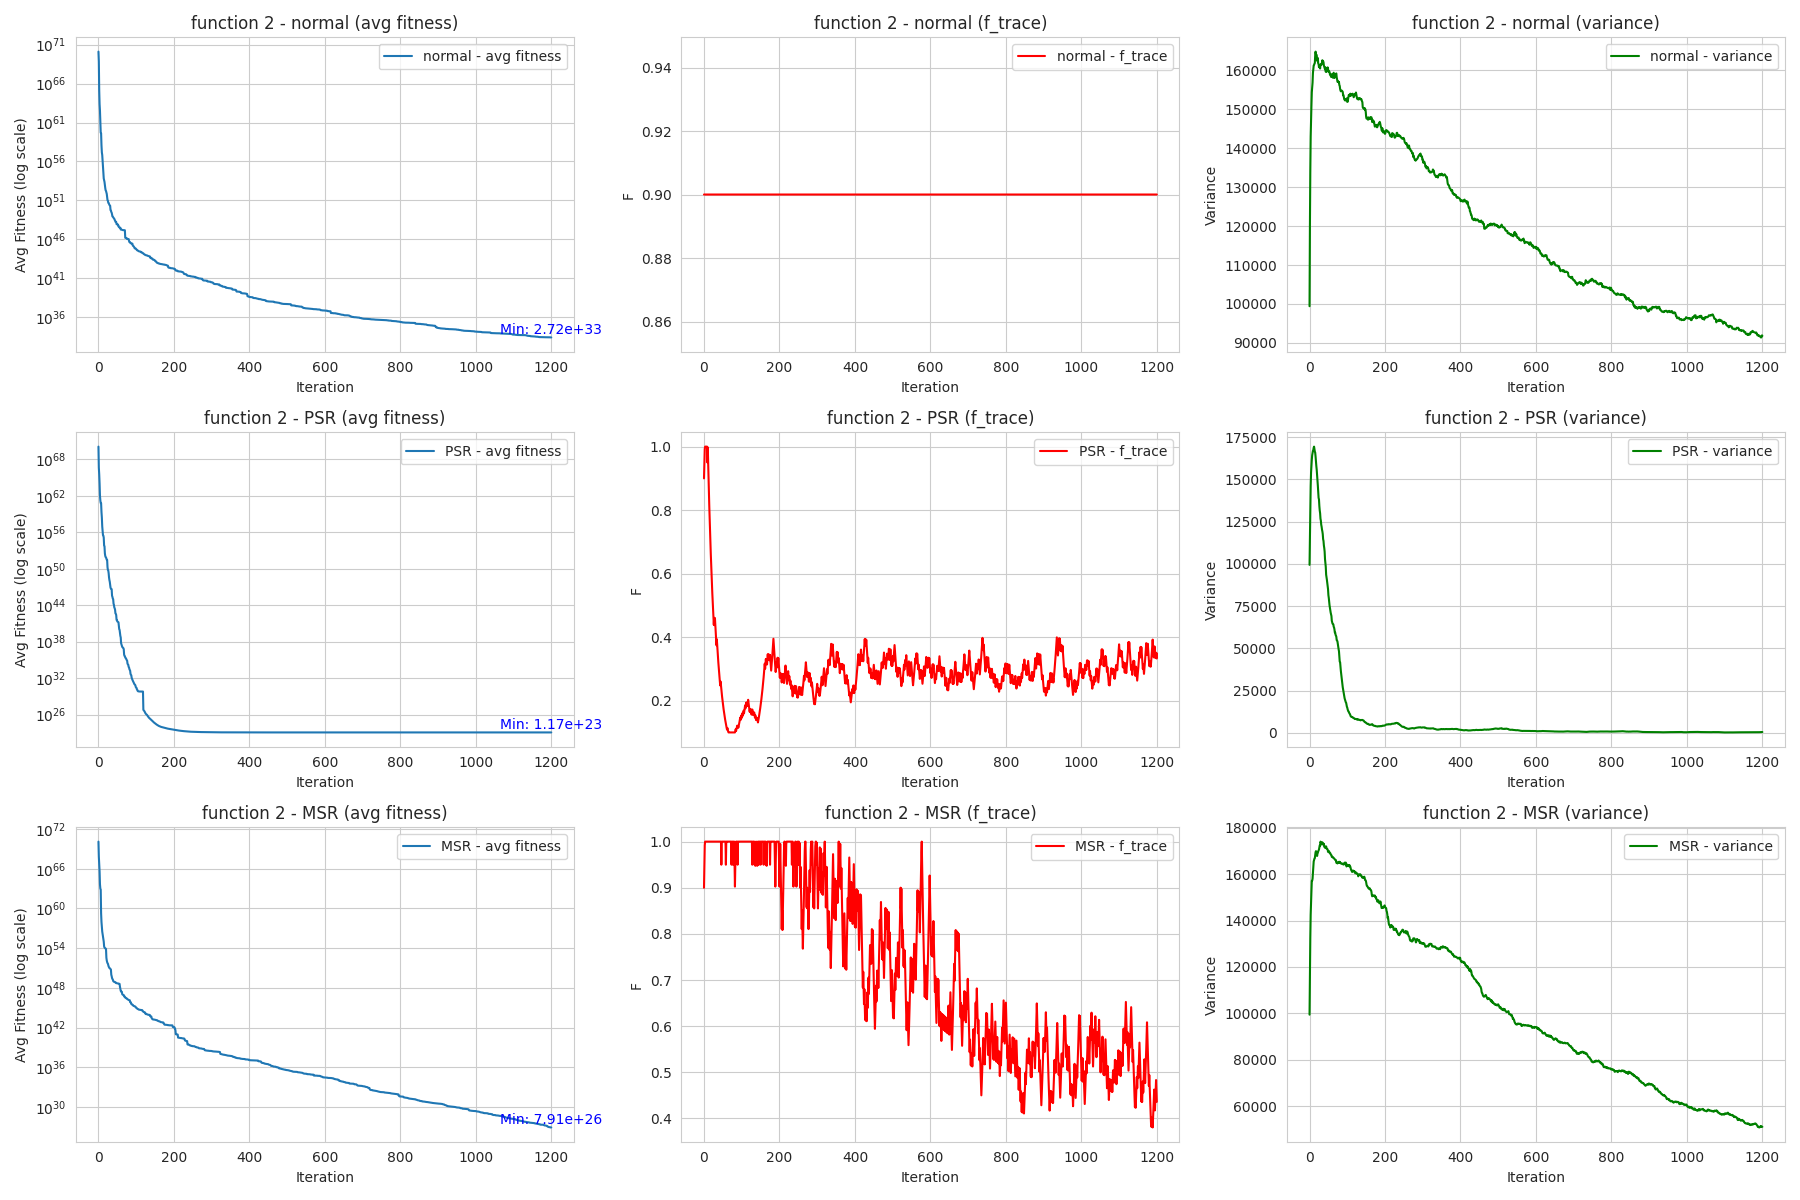 function 2 - normal (avg fitness)
normal - avg fitness
10^71
10^66
10^61
10^56
10^51
10^46
10^41
10^36
Avg Fitness (log scale)
Min: 2.72e+33
0 200 400 600 800 1000 1200
Iteration
function 2 - normal (f_trace)
normal - f_trace
0.94
0.92
0.90
0.88
0.86
F
0 200 400 600 800 1000 1200
Iteration
function 2 - normal (variance)
normal - variance
160000
150000
140000
130000
120000
110000
100000
90000
Variance
0 200 400 600 800 1000 1200
Iteration
function 2 - PSR (avg fitness)
PSR - avg fitness
10^68
10^62
10^56
10^50
10^44
10^38
10^32
10^26
Avg Fitness (log scale)
Min: 1.17e+23
0 200 400 600 800 1000 1200
Iteration
function 2 - PSR (f_trace)
PSR - f_trace
1.0
0.8
0.6
0.4
0.2
F
0 200 400 600 800 1000 1200
Iteration
function 2 - PSR (variance)
PSR - variance
175000
150000
125000
100000
75000
50000
25000
0
Variance
0 200 400 600 800 1000 1200
Iteration
function 2 - MSR (avg fitness)
MSR - avg fitness
10^72
10^66
10^60
10^54
10^48
10^42
10^36
10^30
Avg Fitness (log scale)
Min: 7.91e+26
0 200 400 600 800 1000 1200
Iteration
function 2 - MSR (f_trace)
MSR - f_trace
1.0
0.9
0.8
0.7
0.6
0.5
0.4
F
0 200 400 600 800 1000 1200
Iteration
function 2 - MSR (variance)
MSR - variance
180000
160000
140000
120000
100000
80000
60000
Variance
0 200 400 600 800 1000 1200
Iteration